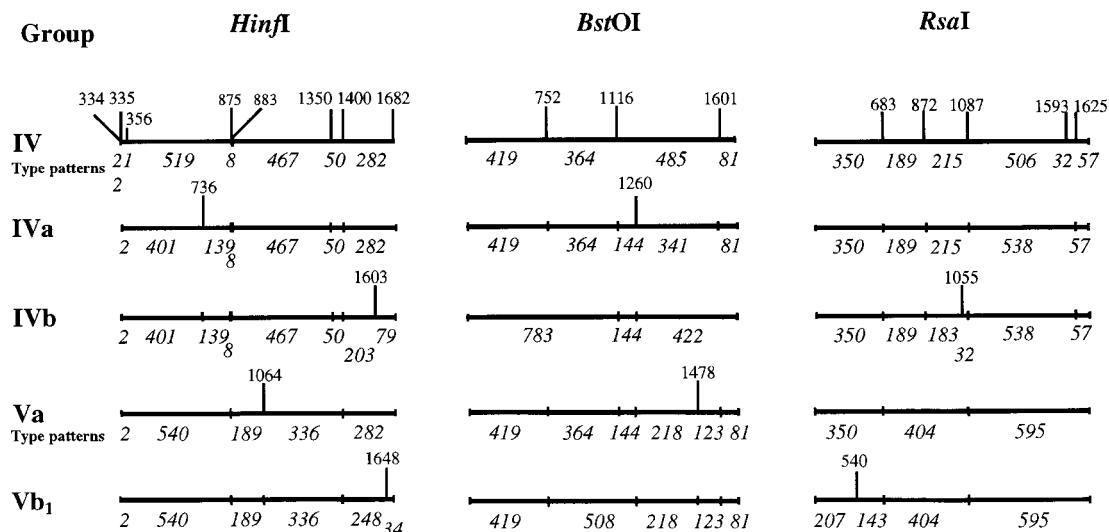 Group HinfI BstOI RsaI
334 335 356 875 883 1350 1400 1682 752 1116 1601 683 872 1087 1593 1625
IV
Type patterns 21 519 8 467 50 282 419 364 485 81 350 189 215 506 32 57
2
736 1260
IVa
2 401 139 8 467 50 282 419 364 144 341 81 350 189 215 538 57
1603 1055
IVb
2 401 139 8 467 50 203 79 783 144 422 350 189 183 32 538 57
1064 1478
Va
Type patterns 2 540 189 336 282 419 364 144 218 123 81 350 404 595
1648 540
Vb1
2 540 189 336 248 34 419 508 218 123 81 207 143 404 595